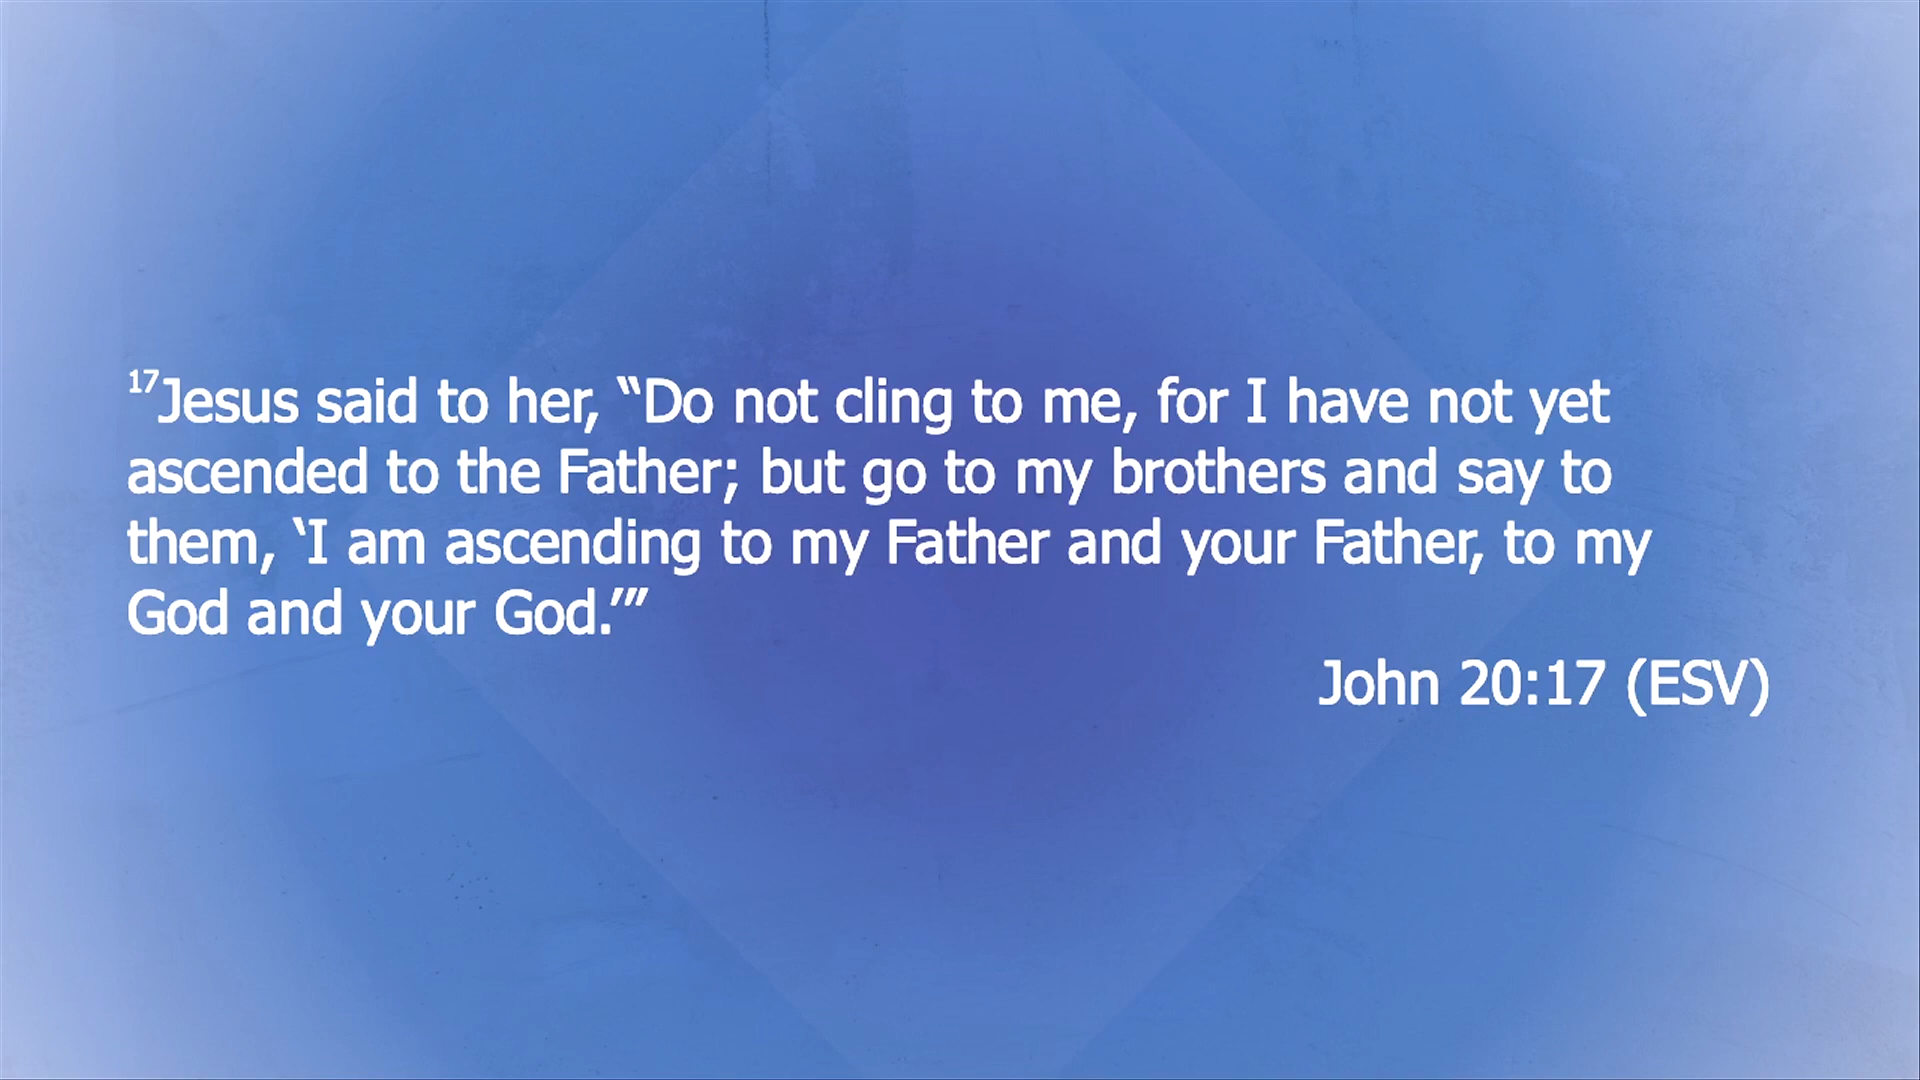 ¹⁷Jesus said to her, “Do not cling to me, for I have not yet
ascended to the Father; but go to my brothers and say to
them, ‘I am ascending to my Father and your Father, to my
God and your God.’”
John 20:17 (ESV)